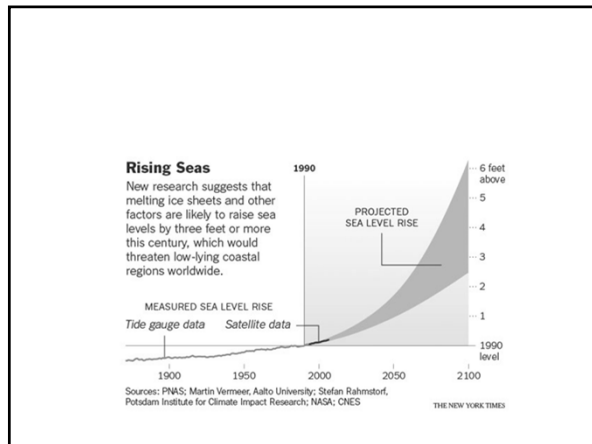 Rising Seas
New research suggests that
melting ice sheets and other
factors are likely to raise sea
levels by three feet or more
this century, which would
threaten low-lying coastal
regions worldwide.
1990
6 feet
above
5
4
3
2
1
1990
level
PROJECTED
SEA LEVEL RISE
MEASURED SEA LEVEL RISE
Tide gauge data
Satellite data
1900
1950
2000
2050
2100
Sources: PNAS; Martin Vermeer, Aalto University; Stefan Rahmstorf,
Potsdam Institute for Climate Impact Research; NASA; CNES
THE NEW YORK TIMES